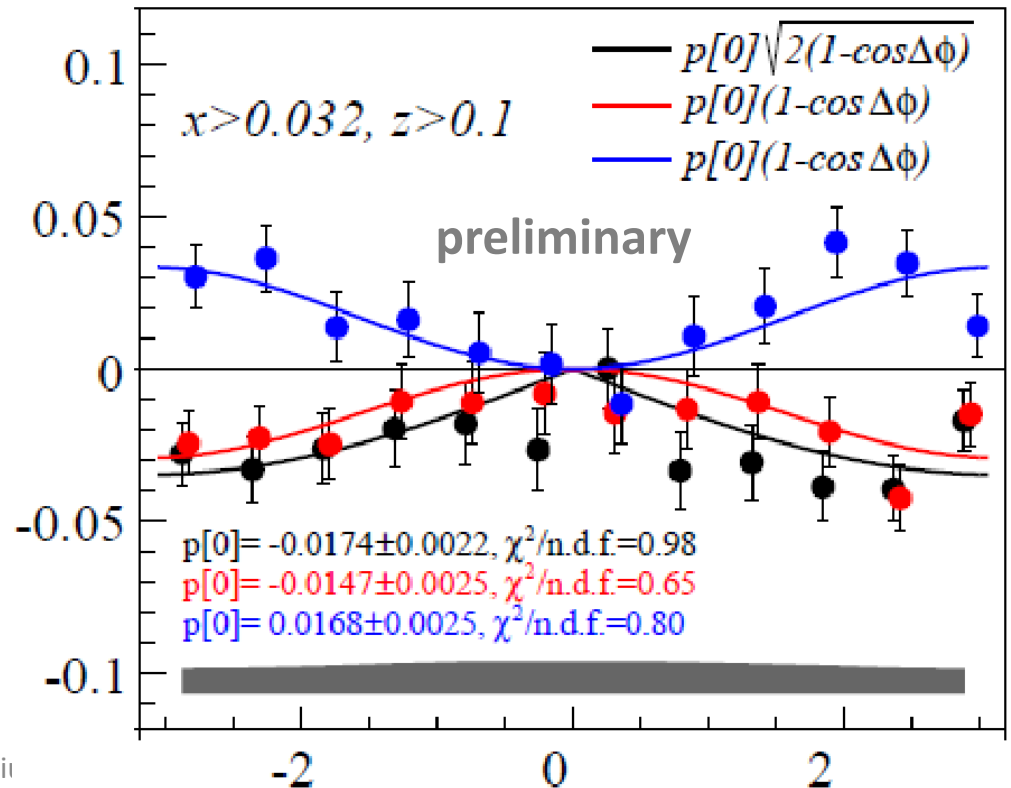 0.1
0.05
0
-0.05
-0.1
p[0]√2(1-cosΔϕ)
p[0](1-cosΔϕ)
p[0](1-cosΔϕ)
x>0.032, z>0.1
preliminary
p[0]= -0.0174±0.0022, χ²/n.d.f.=0.98
p[0]= -0.0147±0.0025, χ²/n.d.f.=0.65
p[0]= 0.0168±0.0025, χ²/n.d.f.=0.80
-2 0 2